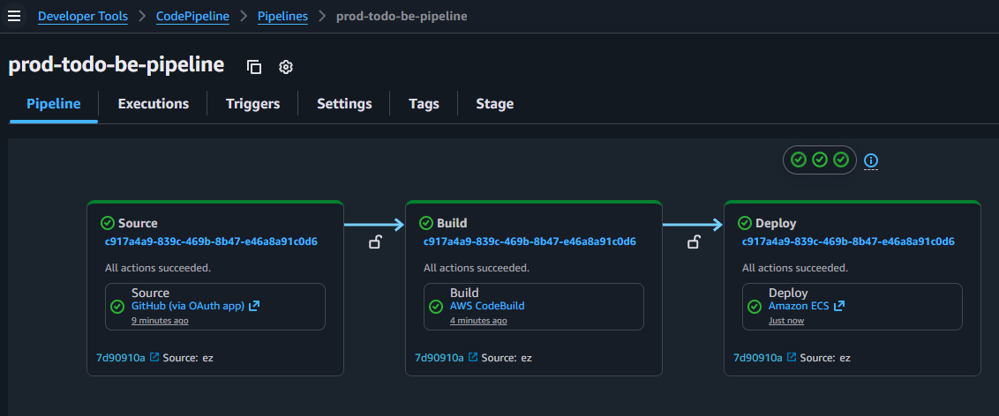 Developer Tools > CodePipeline > Pipelines > prod-todo-be-pipeline
prod-todo-be-pipeline
Pipeline Executions Triggers Settings Tags Stage
Source
c917a4a9-839c-469b-8b47-e46a8a91c0d6
All actions succeeded.
Source
GitHub (via OAuth app)
9 minutes ago
7d90910a Source: ez
Build
c917a4a9-839c-469b-8b47-e46a8a91c0d6
All actions succeeded.
Build
AWS CodeBuild
4 minutes ago
7d90910a Source: ez
Deploy
c917a4a9-839c-469b-8b47-e46a8a91c0d6
All actions succeeded.
Deploy
Amazon ECS
Just now
7d90910a Source: ez